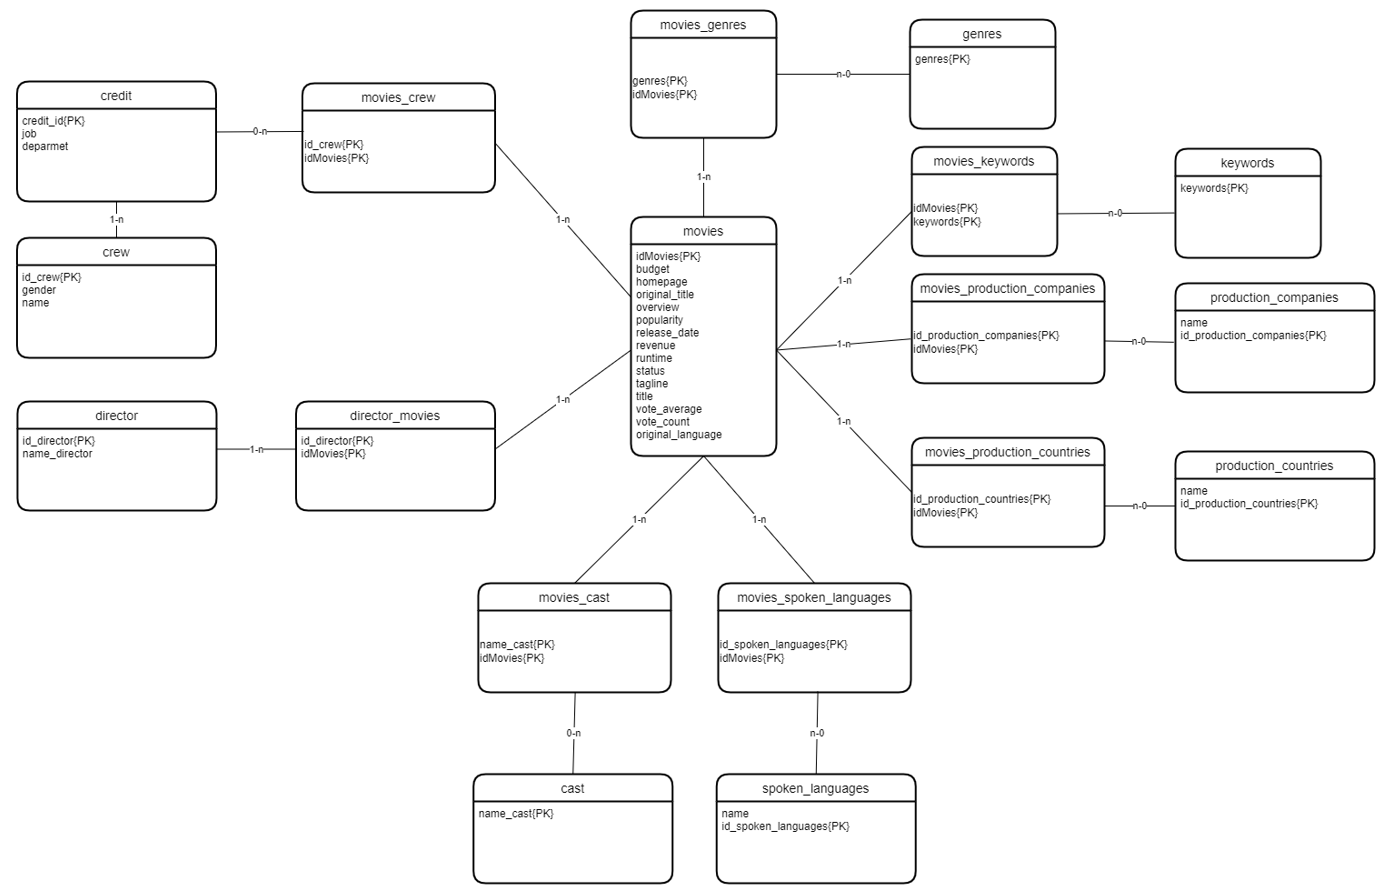 movies_genres
genres{PK}
idMovies{PK}
n-0
genres
genres{PK}
credit
credit_id{PK}
job
deparmet
0-n
movies_crew
id_crew{PK}
idMovies{PK}
1-n
crew
id_crew{PK}
gender
name
1-n
1-n
movies
idMovies{PK}
budget
homepage
original_title
overview
popularity
release_date
revenue
runtime
status
tagline
title
vote_average
vote_count
original_language
movies_keywords
idMovies{PK}
keywords{PK}
n-0
keywords
keywords{PK}
1-n
movies_production_companies
id_production_companies{PK}
idMovies{PK}
1-n
n-0
production_companies
name
id_production_companies{PK}
director
id_director{PK}
name_director
1-n
director_movies
id_director{PK}
idMovies{PK}
1-n
1-n
movies_production_countries
id_production_countries{PK}
idMovies{PK}
n-0
production_countries
name
id_production_countries{PK}
1-n
1-n
movies_cast
name_cast{PK}
idMovies{PK}
movies_spoken_languages
id_spoken_languages{PK}
idMovies{PK}
0-n
n-0
cast
name_cast{PK}
spoken_languages
name
id_spoken_languages{PK}